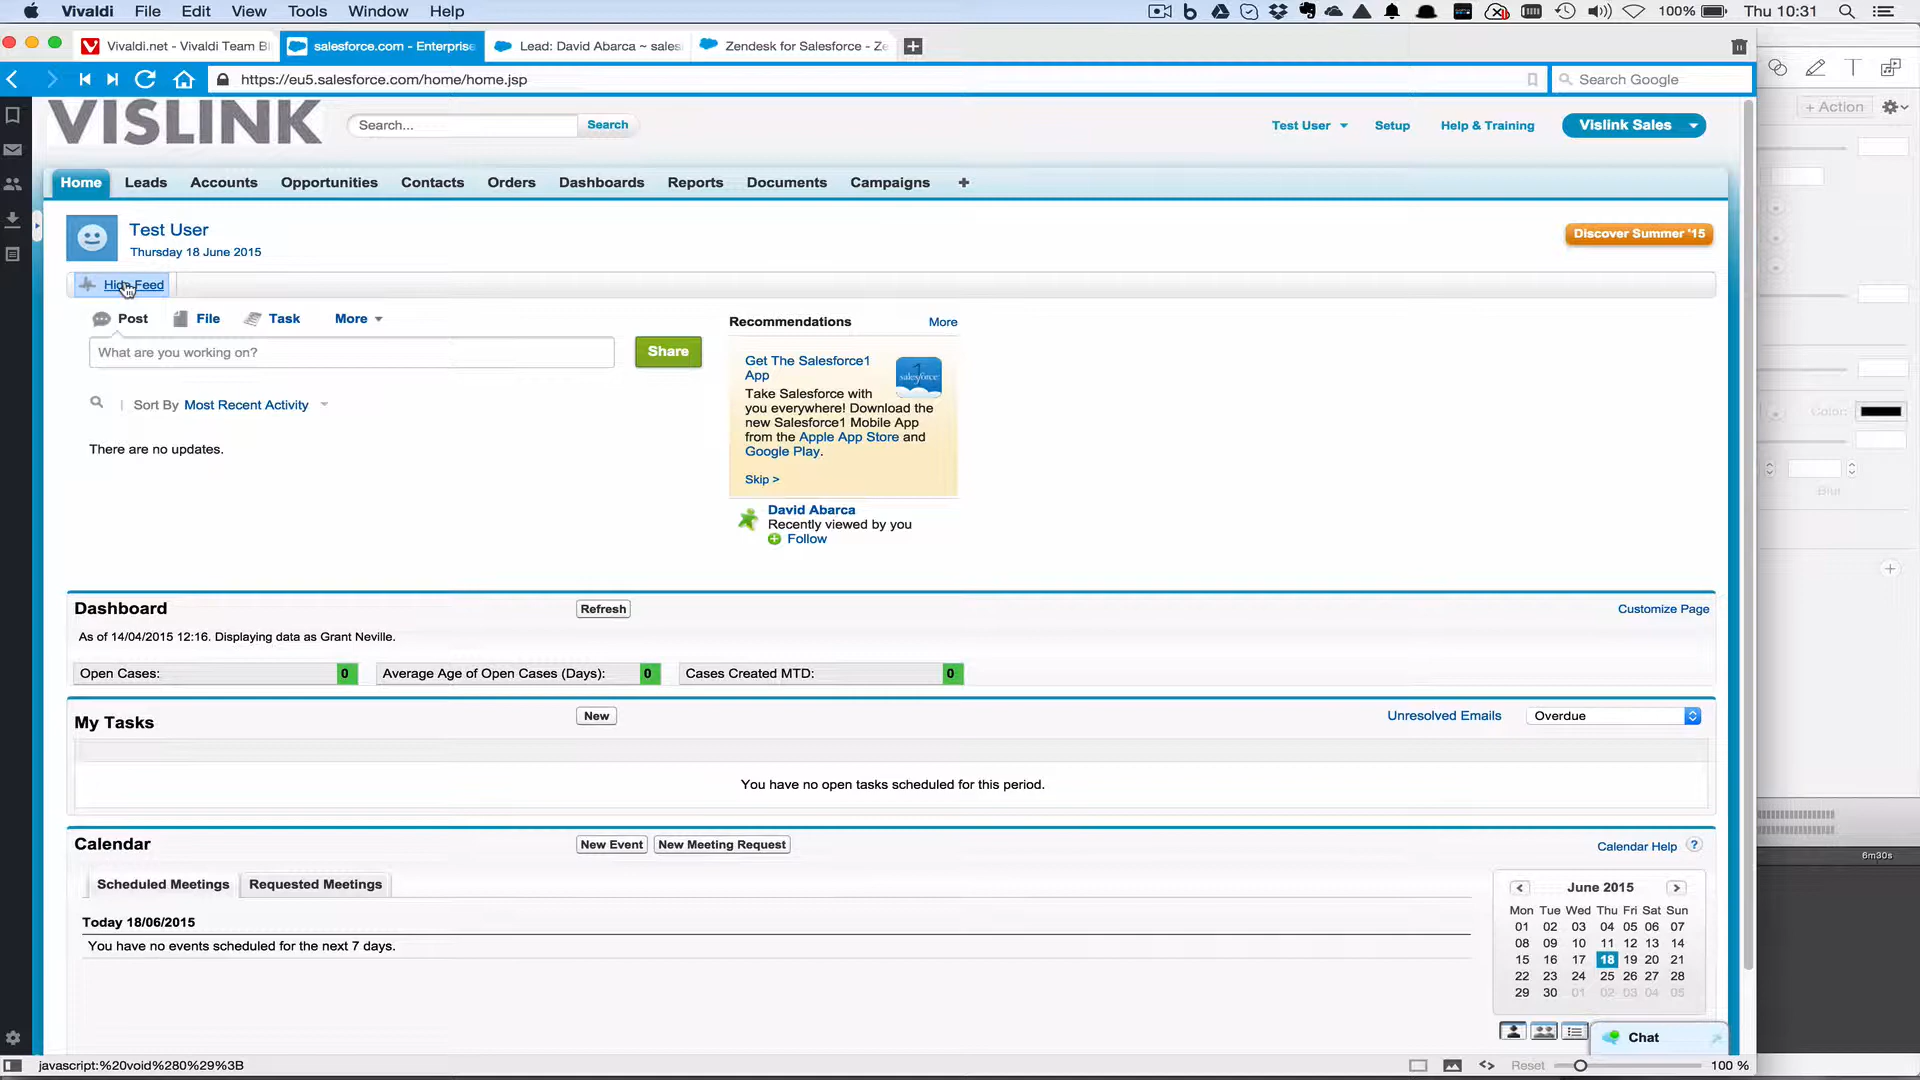 Vivaldi File Edit View Tools Window Help 100% Thu 10:31
Vivaldi.net - Vivaldi Team Bl salesforce.com - Enterprise Lead: David Abarca ~ sales Zendesk for Salesforce - Ze
https://eu5.salesforce.com/home/home.jsp Search Google
VISLINK Search... Search Test User Setup Help & Training Vislink Sales
+ Action
Home Leads Accounts Opportunities Contacts Orders Dashboards Reports Documents Campaigns +
Test User
Thursday 18 June 2015
Discover Summer '15
Hide Feed
Post File Task More
What are you working on? Share
Sort By Most Recent Activity
There are no updates.
Recommendations More
Get The Salesforce1
App
salesforce
Take Salesforce with
you everywhere! Download the
new Salesforce1 Mobile App
from the Apple App Store and
Google Play.
Skip >
David Abarca
Recently viewed by you
Follow
Color:
Blur
Dashboard Refresh Customize Page
As of 14/04/2015 12:16. Displaying data as Grant Neville.
Open Cases: 0 Average Age of Open Cases (Days): 0 Cases Created MTD: 0
My Tasks New Unresolved Emails Overdue
You have no open tasks scheduled for this period.
Calendar New Event New Meeting Request Calendar Help ?
6m30s
Scheduled Meetings Requested Meetings
Today 18/06/2015
You have no events scheduled for the next 7 days.
< June 2015 >
Mon Tue Wed Thu Fri Sat Sun
01 02 03 04 05 06 07
08 09 10 11 12 13 14
15 16 17 18 19 20 21
22 23 24 25 26 27 28
29 30 01 02 03 04 05
Chat
javascript:%20void%280%29%3B Reset 100 %